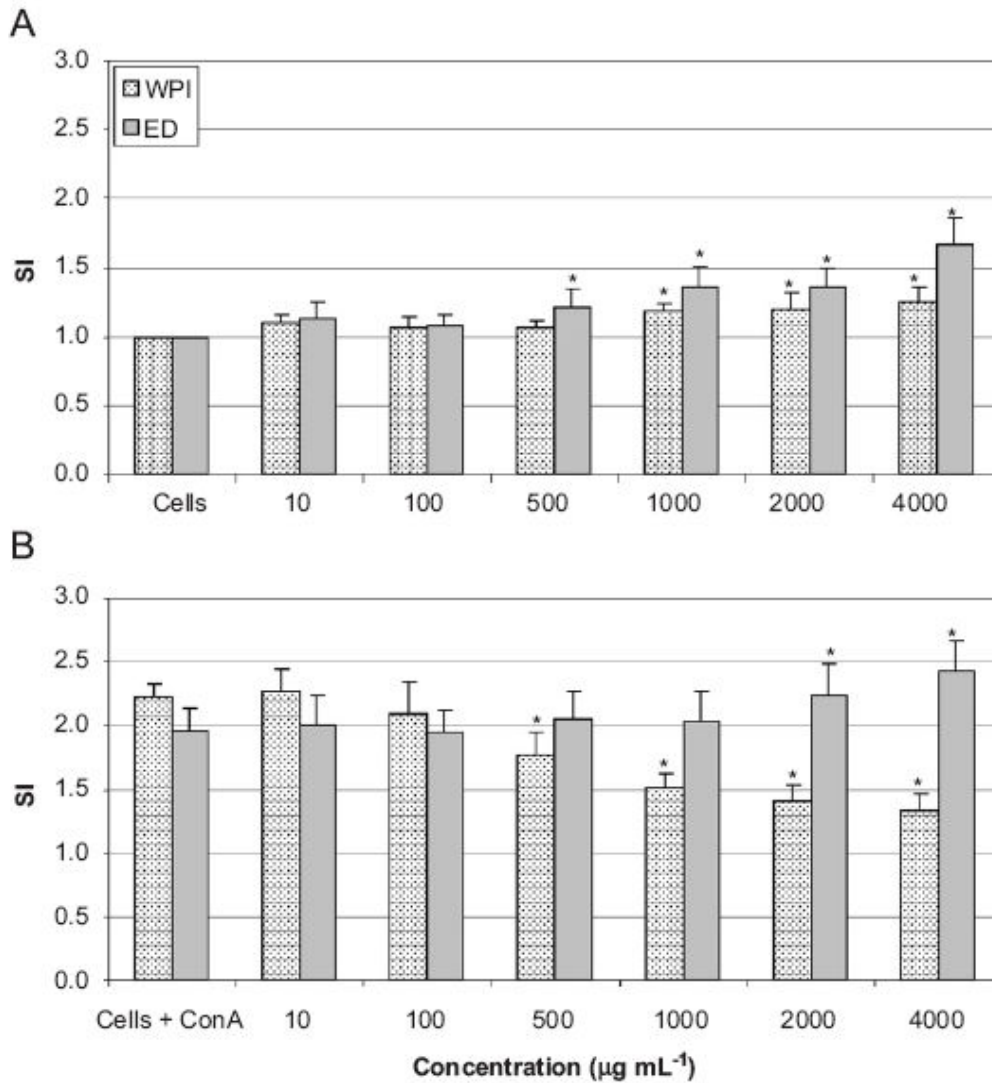 A
3.0
WPI
ED
2.5
2.0
1.5
1.0
0.5
0.0
SI
* * * * * * *
Cells 10 100 500 1000 2000 4000
B
3.0
2.5
2.0
1.5
1.0
0.5
0.0
SI
* * * * * *
Cells + ConA 10 100 500 1000 2000 4000
Concentration (µg mL⁻¹)